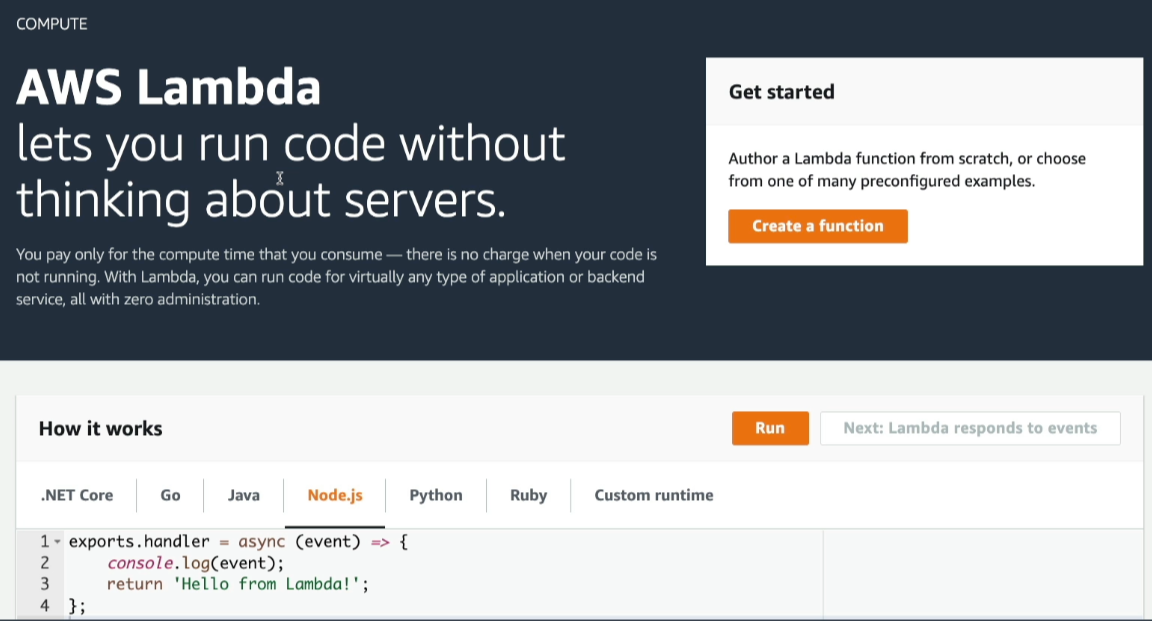 COMPUTE
AWS Lambda
lets you run code without
thinking about servers.
You pay only for the compute time that you consume — there is no charge when your code is
not running. With Lambda, you can run code for virtually any type of application or backend
service, all with zero administration.
Get started
Author a Lambda function from scratch, or choose
from one of many preconfigured examples.
Create a function
How it works
Run
Next: Lambda responds to events
.NET Core
Go
Java
Node.js
Python
Ruby
Custom runtime
1 exports.handler = async (event) => {
2 console.log(event);
3 return 'Hello from Lambda!';
4 };